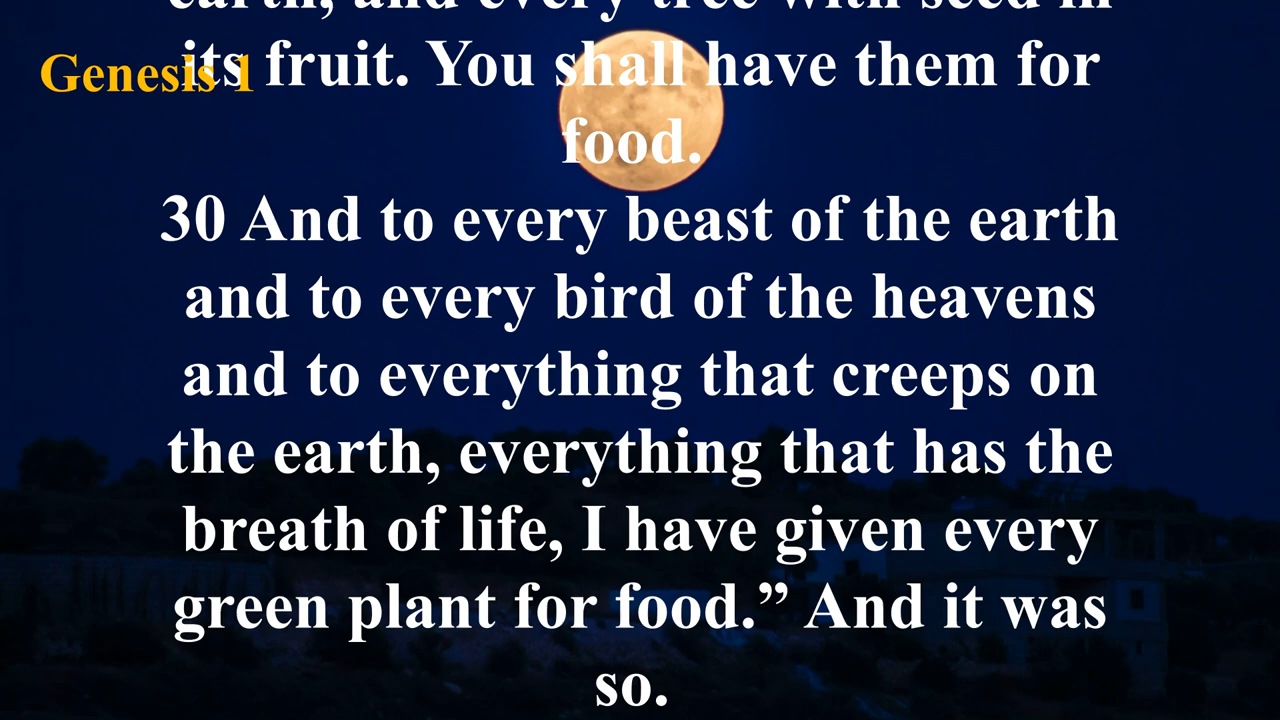 earth, and every tree with seed in
Genesis 1
its fruit. You shall have them for
food.
30 And to every beast of the earth
and to every bird of the heavens
and to everything that creeps on
the earth, everything that has the
breath of life, I have given every
green plant for food.” And it was
so.